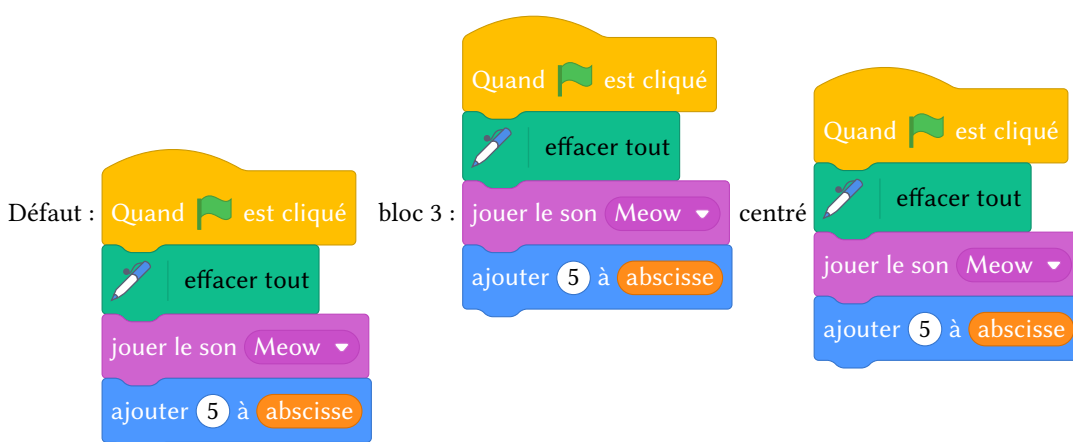 Défaut :
Quand est cliqué
effacer tout
jouer le son Meow
ajouter 5 à abscisse
bloc 3 :
Quand est cliqué
effacer tout
jouer le son Meow
ajouter 5 à abscisse
centré
Quand est cliqué
effacer tout
jouer le son Meow
ajouter 5 à abscisse